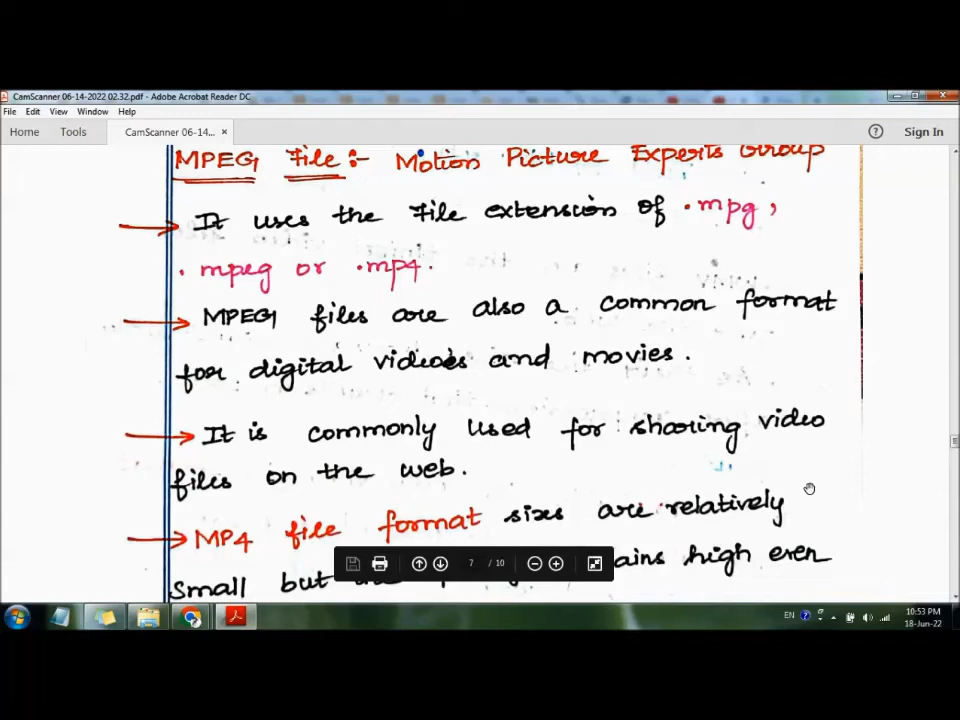 CamScanner 06-14-2022 02.32.pdf - Adobe Acrobat Reader DC
File Edit View Window Help
Home Tools CamScanner 06-14... × ? Sign In
MPEG File:- Motion Picture Experts Group
→ It uses the File extension of .mpg,
.mpeg or .mp4.
→ MPEG files are also a common format
for digital videos and movies.
→ It is commonly used for sharing video
files on the web.
→ MP4 file format sizes are relatively
7 / 10
small but high even
EN 10:53 PM
18-Jun-22